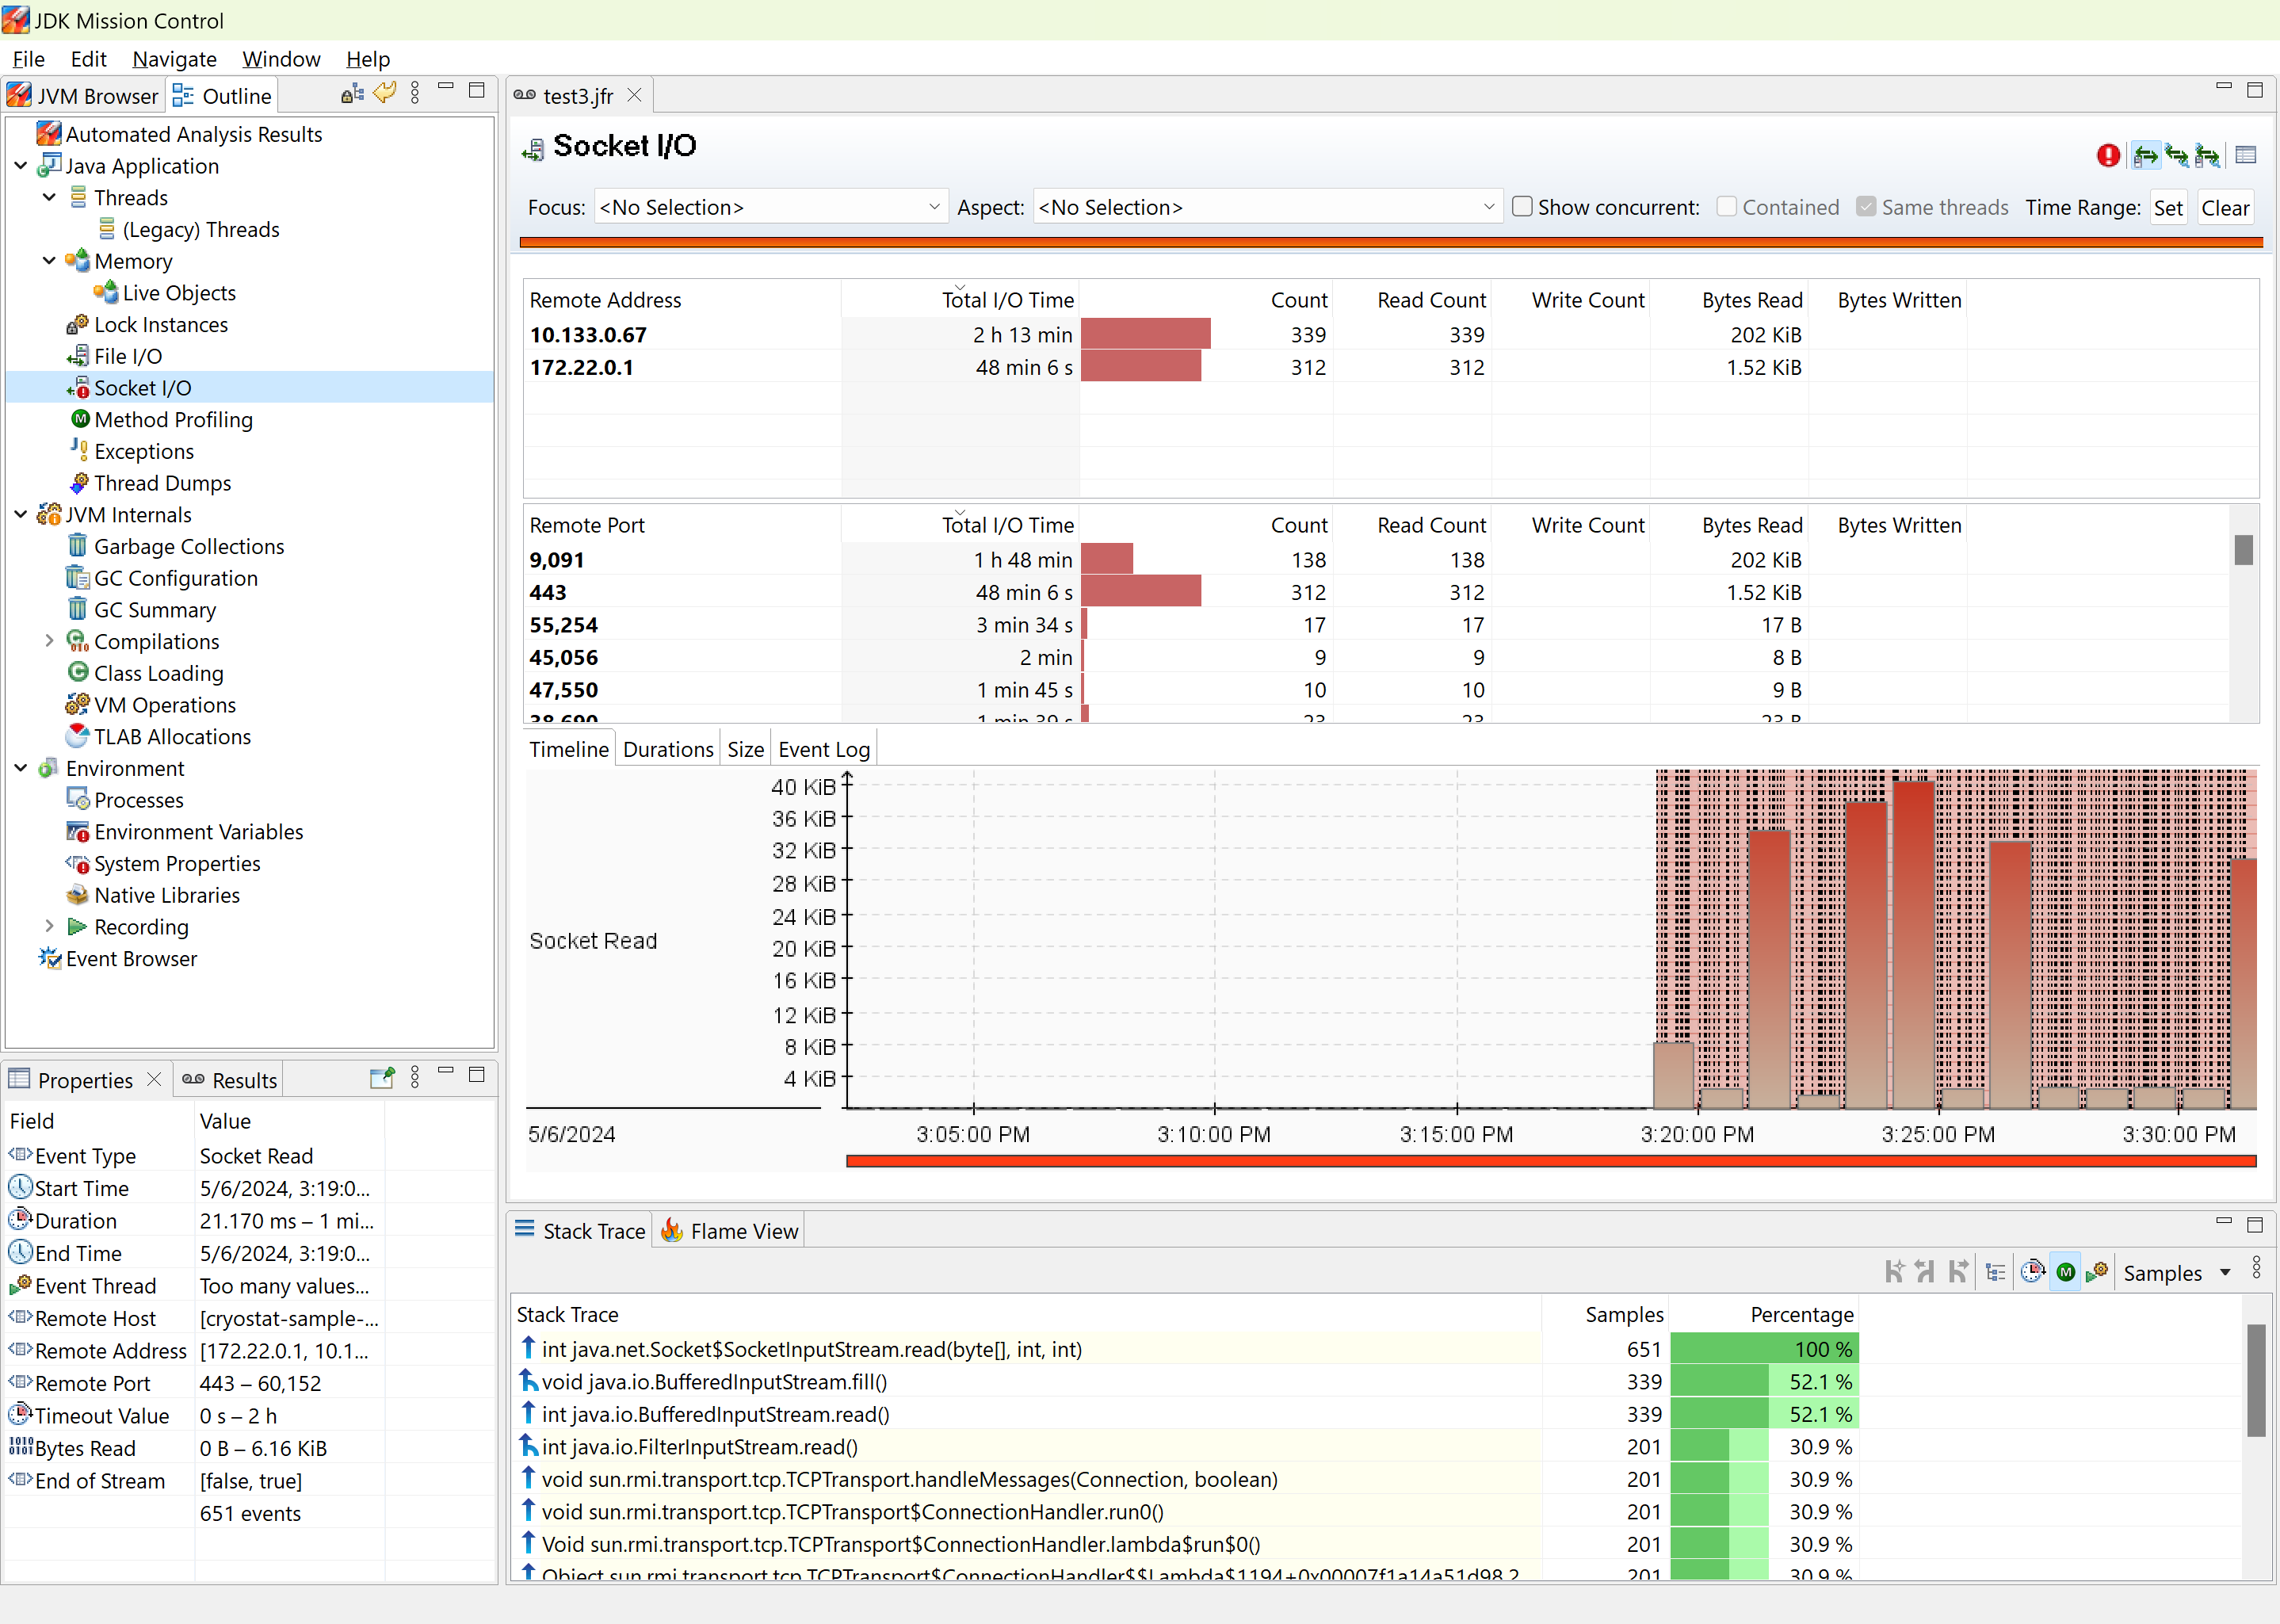 JDK Mission Control
File Edit Navigate Window Help
JVM Browser Outline
Automated Analysis Results
Java Application
Threads
(Legacy) Threads
Memory
Live Objects
Lock Instances
File I/O
Socket I/O
Method Profiling
Exceptions
Thread Dumps
JVM Internals
Garbage Collections
GC Configuration
GC Summary
Compilations
Class Loading
VM Operations
TLAB Allocations
Environment
Processes
Environment Variables
System Properties
Native Libraries
Recording
Event Browser
Properties Results
Field Value
Event Type Socket Read
Start Time 5/6/2024, 3:19:0...
Duration 21.170 ms – 1 mi...
End Time 5/6/2024, 3:19:0...
Event Thread Too many values...
Remote Host [cryostat-sample-...
Remote Address [172.22.0.1, 10.1...
Remote Port 443 – 60,152
Timeout Value 0 s – 2 h
Bytes Read 0 B – 6.16 KiB
End of Stream [false, true]
651 events
test3.jfr
Socket I/O
Focus: <No Selection> Aspect: <No Selection> Show concurrent: Contained Same threads Time Range: Set Clear
Remote Address Total I/O Time Count Read Count Write Count Bytes Read Bytes Written
10.133.0.67 2 h 13 min 339 339 202 KiB
172.22.0.1 48 min 6 s 312 312 1.52 KiB
Remote Port Total I/O Time Count Read Count Write Count Bytes Read Bytes Written
9,091 1 h 48 min 138 138 202 KiB
443 48 min 6 s 312 312 1.52 KiB
55,254 3 min 34 s 17 17 17 B
45,056 2 min 9 9 8 B
47,550 1 min 45 s 10 10 9 B
38,690 1 min 39 s 23 23 23 B
Timeline Durations Size Event Log
40 KiB
36 KiB
32 KiB
28 KiB
24 KiB
20 KiB
16 KiB
12 KiB
8 KiB
4 KiB
Socket Read
5/6/2024 3:05:00 PM 3:10:00 PM 3:15:00 PM 3:20:00 PM 3:25:00 PM 3:30:00 PM
Stack Trace Flame View
Samples
Stack Trace Samples Percentage
int java.net.Socket$SocketInputStream.read(byte[], int, int) 651 100 %
void java.io.BufferedInputStream.fill() 339 52.1 %
int java.io.BufferedInputStream.read() 339 52.1 %
int java.io.FilterInputStream.read() 201 30.9 %
void sun.rmi.transport.tcp.TCPTransport.handleMessages(Connection, boolean) 201 30.9 %
void sun.rmi.transport.tcp.TCPTransport$ConnectionHandler.run0() 201 30.9 %
Void sun.rmi.transport.tcp.TCPTransport$ConnectionHandler.lambda$run$0() 201 30.9 %
Object sun.rmi.transport.tcp.TCPTransport$ConnectionHandler$$Lambda$1194+0x00007f1a14a51d98.2 201 30.9 %